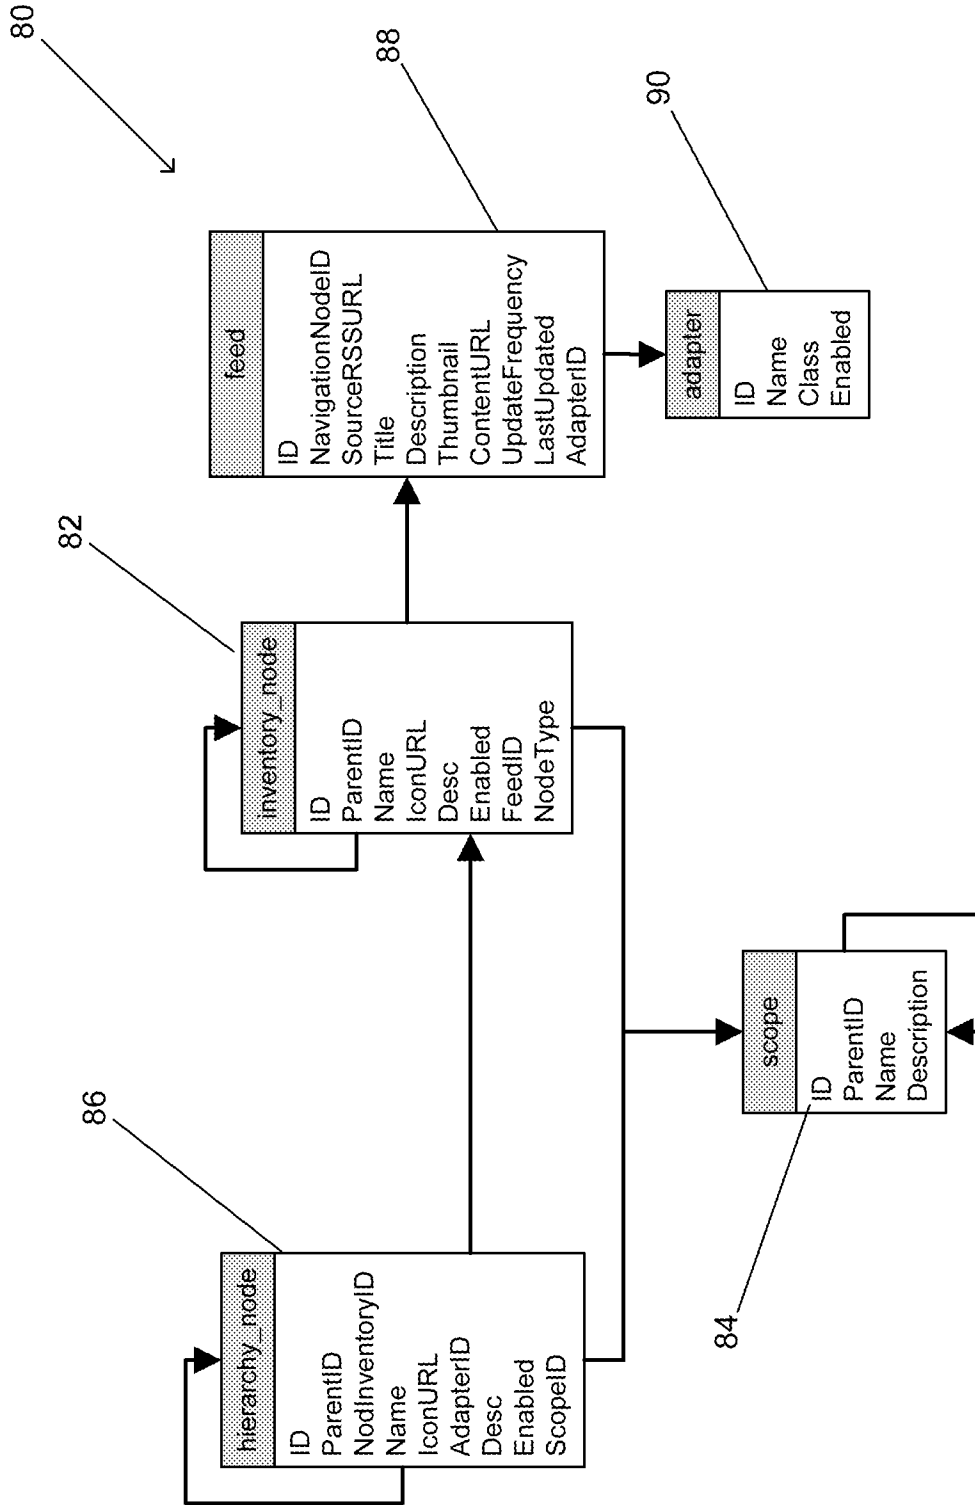 80
hierarchy_node
ID
ParentID
NodInventoryID
Name
IconURL
AdapterID
Desc
Enabled
ScopeID
86
inventory_node
ID
ParentID
Name
IconURL
Desc
Enabled
FeedID
NodeType
82
feed
ID
NavigationNodeID
SourceRSSURL
Title
Description
Thumbnail
ContentURL
UpdateFrequency
LastUpdated
AdapterID
88
scope
ID
ParentID
Name
Description
84
adapter
ID
Name
Class
Enabled
90